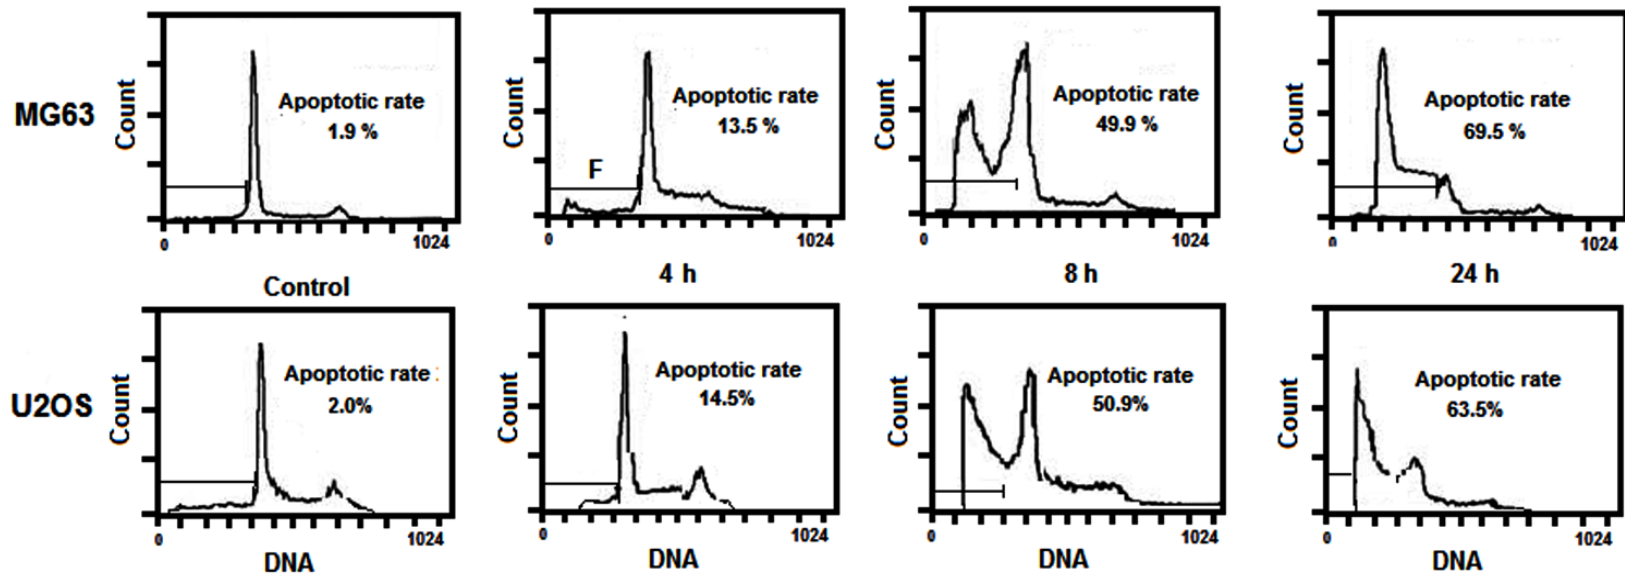 MG63
Count
Apoptotic rate
1.9 %
0
1024
Control
Count
F
Apoptotic rate
13.5 %
0
1024
4 h
Count
Apoptotic rate
49.9 %
0
1024
8 h
Count
Apoptotic rate
69.5 %
0
1024
24 h
U2OS
Count
Apoptotic rate :
2.0%
0
1024
DNA
Count
Apoptotic rate
14.5%
0
1024
DNA
Count
Apoptotic rate
50.9%
0
1024
DNA
Count
Apoptotic rate
63.5%
0
1024
DNA